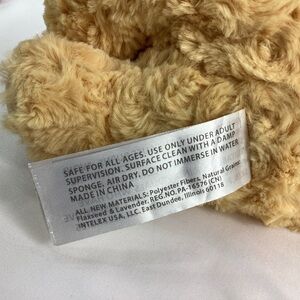 SAFE FOR ALL AGES. USE ONLY UNDER ADULT
SUPERVISION. SURFACE CLEAN WITH A DAMP
SPONGE. AIR DRY. DO NOT IMMERSE IN WATER
MADE IN CHINA
ALL NEW MATERIALS: Polyester Fibers, Natural Grains,
Flaxseed & Lavender. REG.NO.PA-16576 (CN)
INTELEX USA, LLC. East Dundee, Illinois 60118